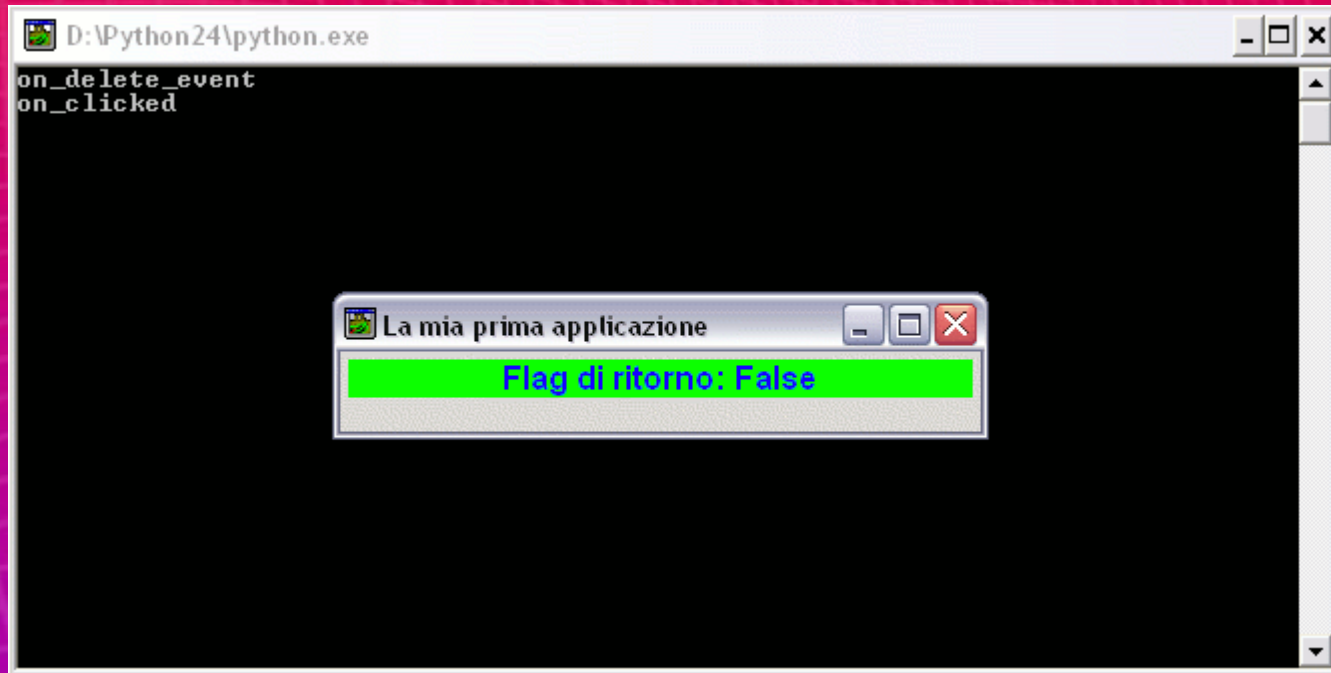 D:\Python24\python.exe
on_delete_event
on_clicked
La mia prima applicazione
Flag di ritorno: False